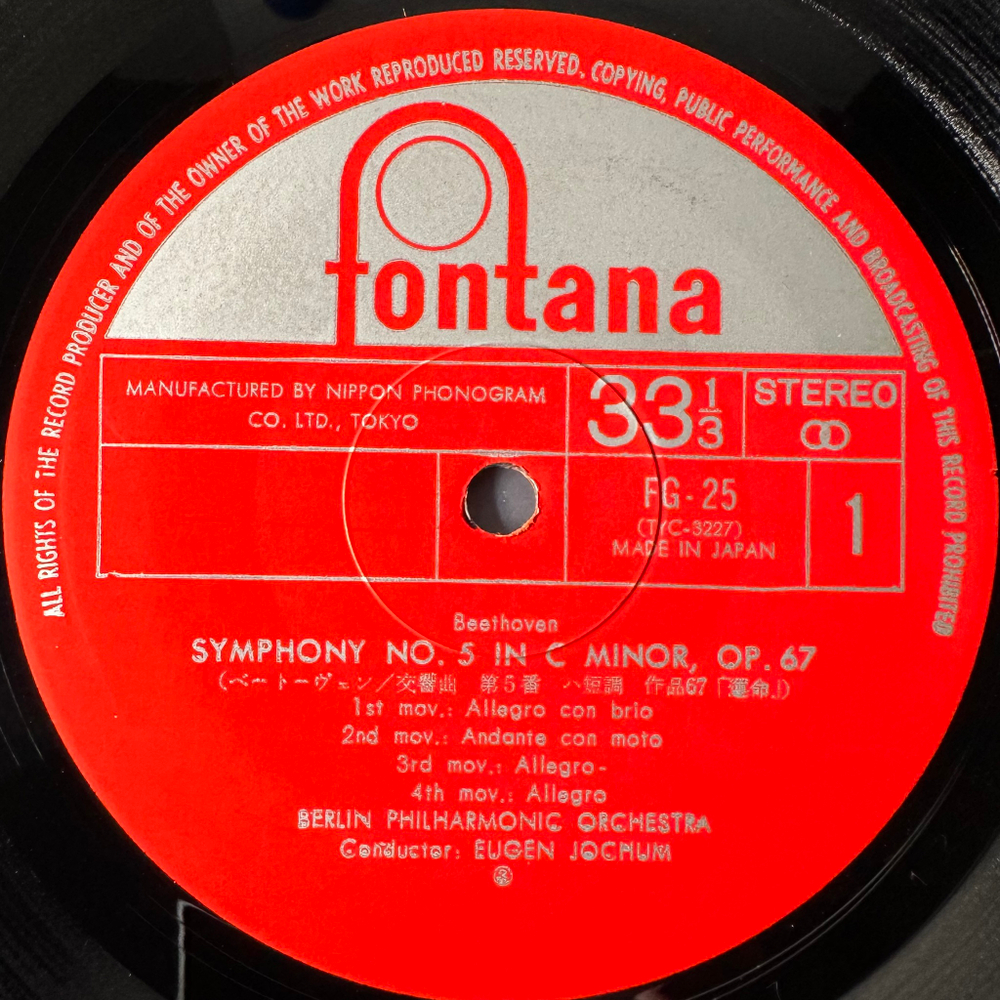 ALL RIGHTS OF THE RECORD PRODUCER AND OF THE OWNER OF THE WORK REPRODUCED RESERVED. COPYING, PUBLIC PERFORMANCE AND BROADCASTING OF THIS RECORD PROHIBITED
fontana
MANUFACTURED BY NIPPON PHONOGRAM
CO. LTD., TOKYO
33 1/3
STEREO
FG-25
(TYC-3227)
MADE IN JAPAN
1
Beethoven
SYMPHONY NO. 5 IN C MINOR, OP. 67
(ベートーヴェン/交響曲 第5番 ハ短調 作品67「運命」)
1st mov.: Allegro con brio
2nd mov.: Andante con moto
3rd mov.: Allegro-
4th mov.: Allegro
BERLIN PHILHARMONIC ORCHESTRA
Conductor: EUGEN JOCHUM